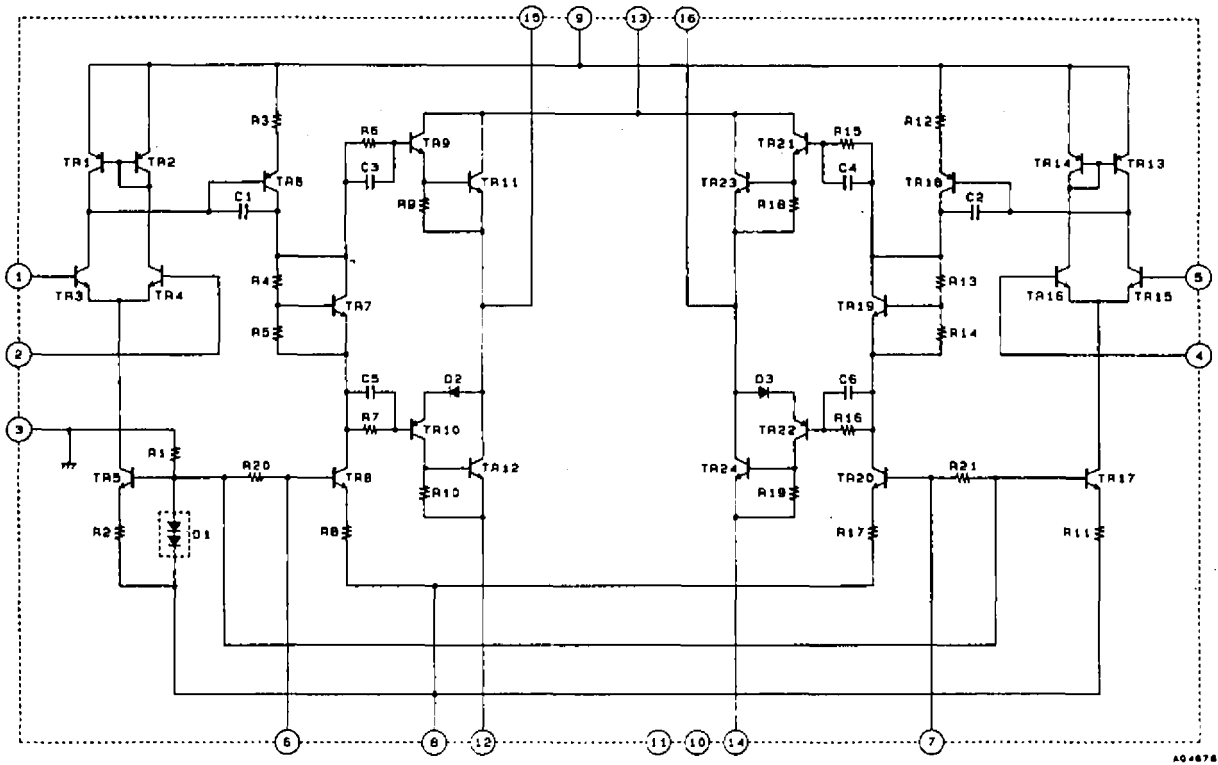 15 9 13 16
R3 R6 TR9 TR21 R15 R12
TR1 TR2 TR6 C3 TR11 TR23 C4 TR18 TR14 TR13
C1 R9 R18 C2
1 TR3 TR4 R4 R13 TR16 TR15 5
TR7 TR19
R5 R14
2 4
C5 D2 D3 C6
3 R7 TR10 TR22 R16
R1
TR5 R20 TR8 TR12 TR24 TR20 R21 TR17
R10 R19
R2 D1 R8 R17 R11
6 8 12 11 10 14 7